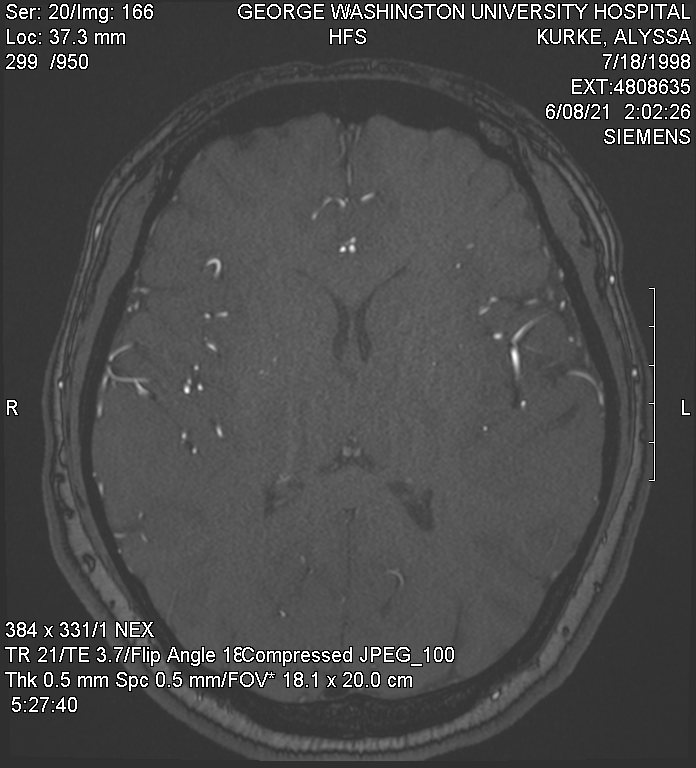 Ser: 20/Img: 166
Loc: 37.3 mm
299 /950
HFS
GEORGE WASHINGTON UNIVERSITY HOSPITAL
KURKE, ALYSSA
7/18/1998
EXT:4808635
6/08/21 2:02:26
SIEMENS
R
L
384 x 331/1 NEX
TR 21/TE 3.7/Flip Angle 18Compressed JPEG_100
Thk 0.5 mm Spc 0.5 mm/FOV* 18.1 x 20.0 cm
5:27:40